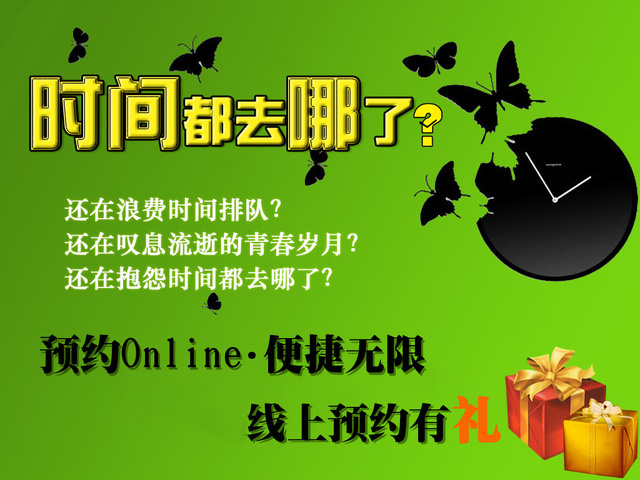 时间都去哪了?
还在浪费时间排队?
还在叹息流逝的青春岁月?
还在抱怨时间都去哪了?
预约Online·便捷无限
线上预约有礼